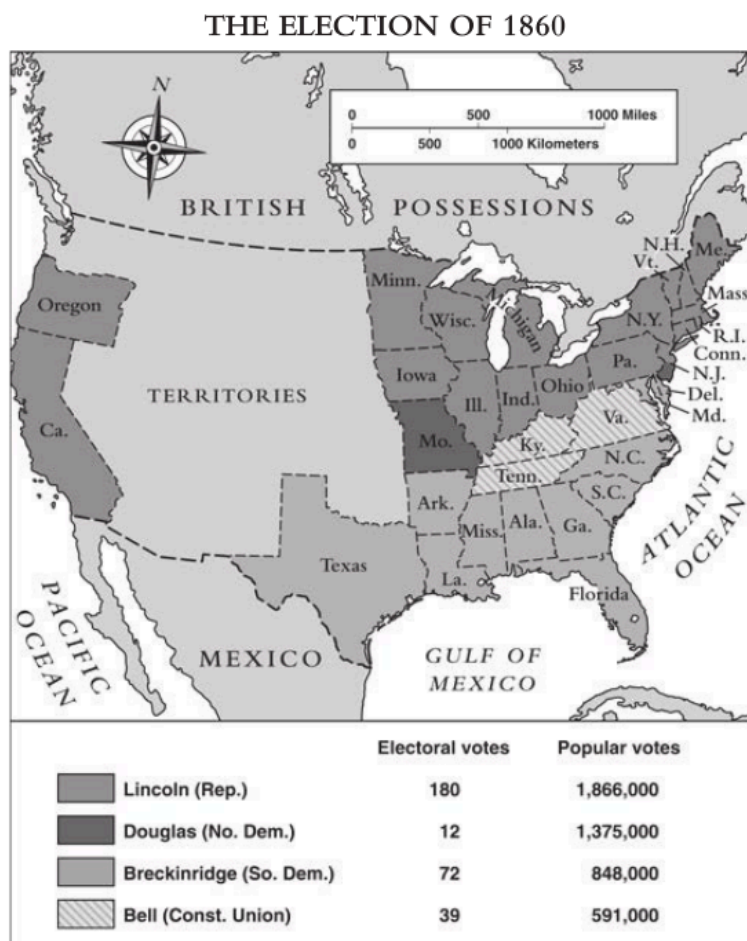 THE ELECTION OF 1860
N
0 500 1000 Miles
0 500 1000 Kilometers
BRITISH POSSESSIONS
N.H.
Me.
Vt.
Minn.
Oregon
Mass
Wisc.
Michigan
N.Y.
R.I.
Conn.
Pa.
N.J.
Iowa
Ohio
Del.
TERRITORIES
Ill.
Ind.
Md.
Ca.
Va.
Mo.
Ky.
N.C.
Tenn.
S.C.
Ark.
Miss.
Ala.
Ga.
ATLANTIC
OCEAN
Texas
La.
Florida
PACIFIC
OCEAN
MEXICO
GULF OF
MEXICO
Electoral votes Popular votes
Lincoln (Rep.) 180 1,866,000
Douglas (No. Dem.) 12 1,375,000
Breckinridge (So. Dem.) 72 848,000
Bell (Const. Union) 39 591,000